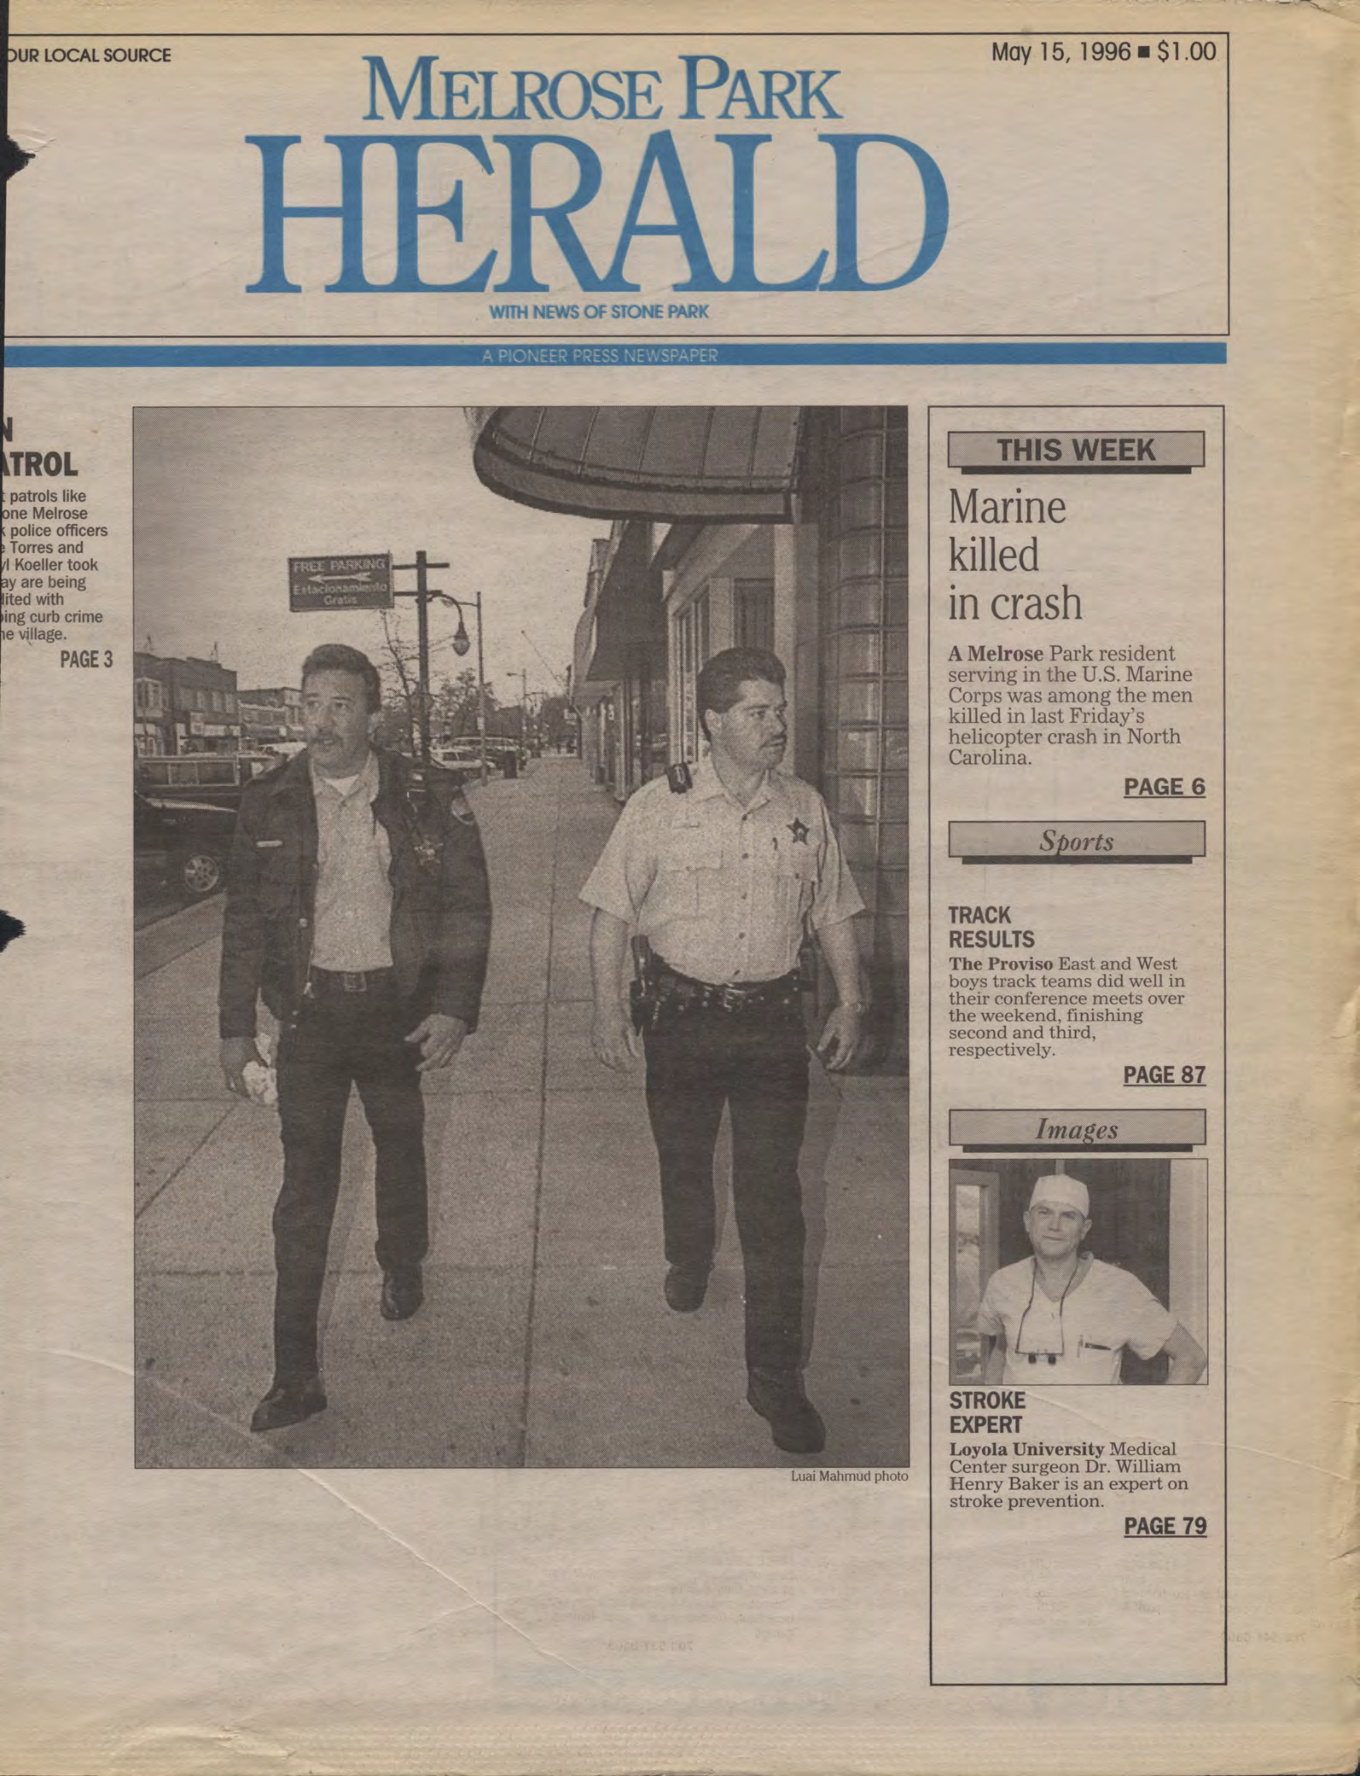 LOCAL SOURCE
May 15, 1996 ■ $1.00
MELROSE PARK
HERALD
WITH NEWS OF STONE PARK
A PIONEER PRESS NEWSPAPER
patrols like
one Melrose
police officers
Torres and
Koeller took
are being
with
curb crime
village.
PAGE 3
FREE PARKING
Estacionamiento
Gratis
Luai Mahmud photo
THIS WEEK
Marine
killed
in crash
A Melrose Park resident
serving in the U.S. Marine
Corps was among the men
killed in last Friday's
helicopter crash in North
Carolina.
PAGE 6
Sports
TRACK
RESULTS
The Proviso East and West
boys track teams did well in
their conference meets over
the weekend, finishing
second and third,
respectively.
PAGE 87
Images
STROKE
EXPERT
Loyola University Medical
Center surgeon Dr. William
Henry Baker is an expert on
stroke prevention.
PAGE 79